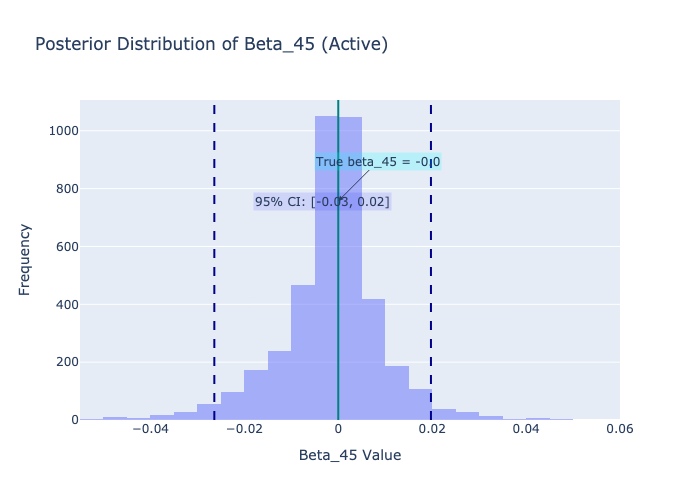 Posterior Distribution of Beta_45 (Active)
1000
800
600
400
200
0
Frequency
True beta_45 = -0.0
95% CI: [-0.03, 0.02]
−0.04
−0.02
0
0.02
0.04
0.06
Beta_45 Value